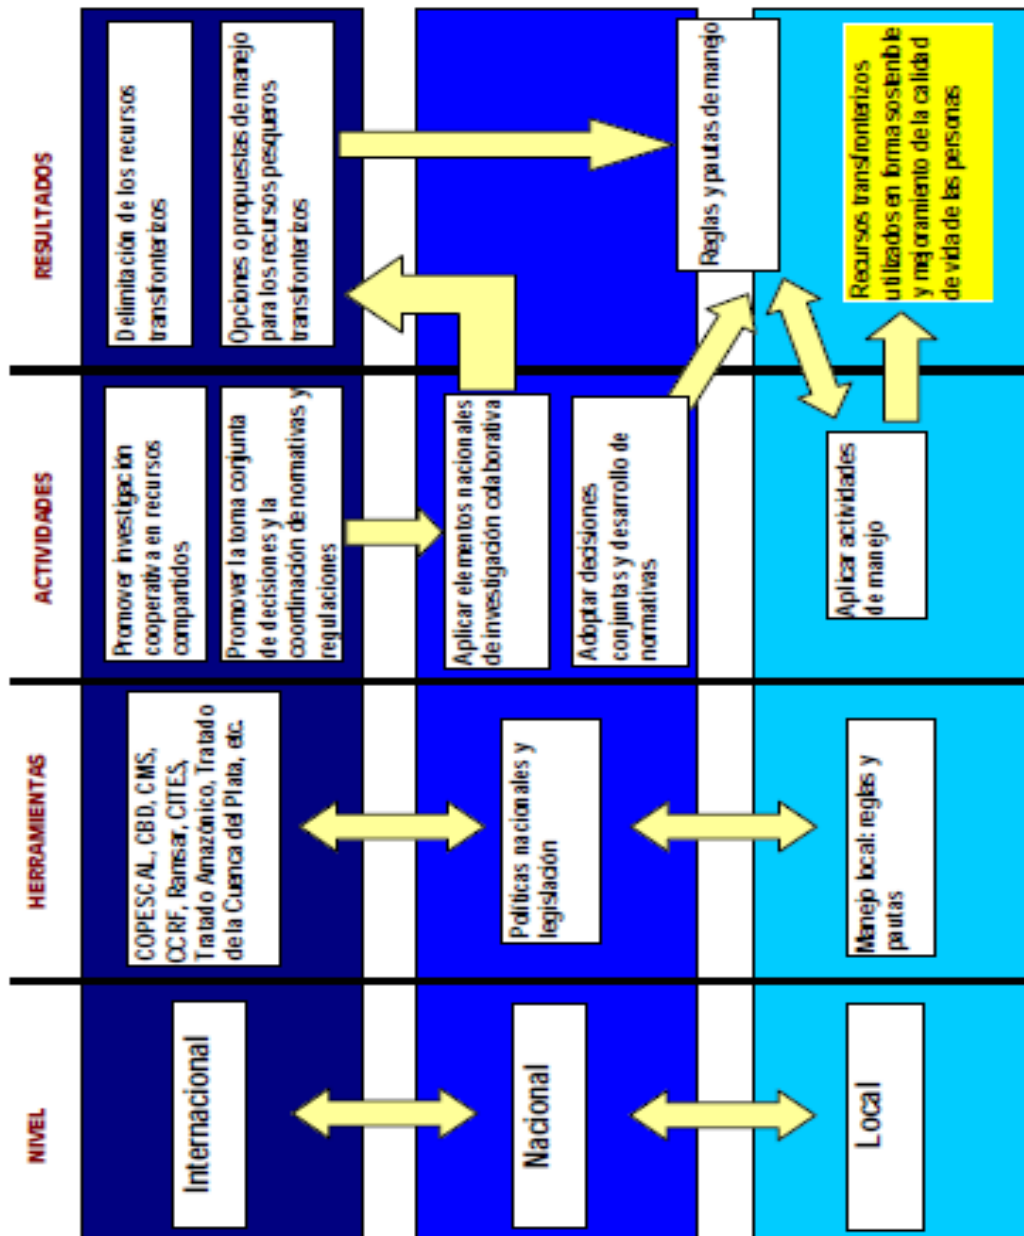 NIVEL
HERRAMIENTAS
ACTIVIDADES
RESULTADOS
Internacional
COPESCAL, CBD, CMS,
CCRF, Ramsar, CITES,
Tratado Amazónico, Tratado
de la Cuenca del Plata, etc.
Promover investigación
cooperativa en recursos
compartidos
Promover la toma conjunta
de decisiones y la
coordinación de normativas y
regulaciones
Delimitación de los recursos
transfronterizos
Opciones o propuestas de manejo
para los recursos pesqueros
transfronterizos
Nacional
Políticas nacionales y
legislación
Aplicar elementos nacionales
de investigación colaborativa
Adoptar decisiones
conjuntas y desarrollo de
normativas
Reglas y pautas de manejo
Local
Manejo local: reglas y
pautas
Aplicar actividades
de manejo
Recursos transfronterizos
utilizados en forma sostenible
y mejoramiento de la calidad
de vida de las personas